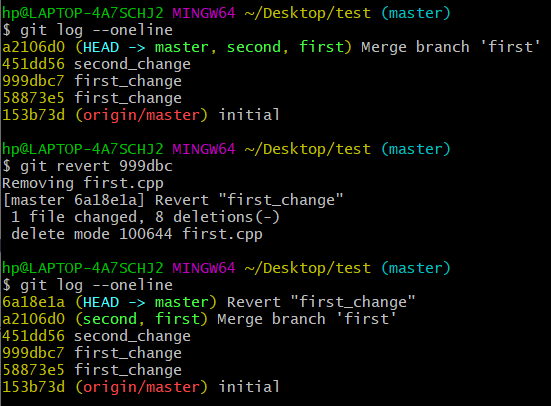 hp@LAPTOP-4A7SCHJ2 MINGW64 ~/Desktop/test (master)
$ git log --oneline
a2106d0 (HEAD -> master, second, first) Merge branch 'first'
451dd56 second_change
999dbc7 first_change
58873e5 first_change
153b73d (origin/master) initial
hp@LAPTOP-4A7SCHJ2 MINGW64 ~/Desktop/test (master)
$ git revert 999dbc
Removing first.cpp
[master 6a18e1a] Revert "first_change"
 1 file changed, 8 deletions(-)
 delete mode 100644 first.cpp
hp@LAPTOP-4A7SCHJ2 MINGW64 ~/Desktop/test (master)
$ git log --oneline
6a18e1a (HEAD -> master) Revert "first_change"
a2106d0 (second, first) Merge branch 'first'
451dd56 second_change
999dbc7 first_change
58873e5 first_change
153b73d (origin/master) initial